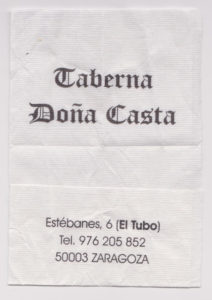 Taberna
Doña Casta
Estébanes, 6 (El Tubo)
Tel. 976 205 852
50003 ZARAGOZA